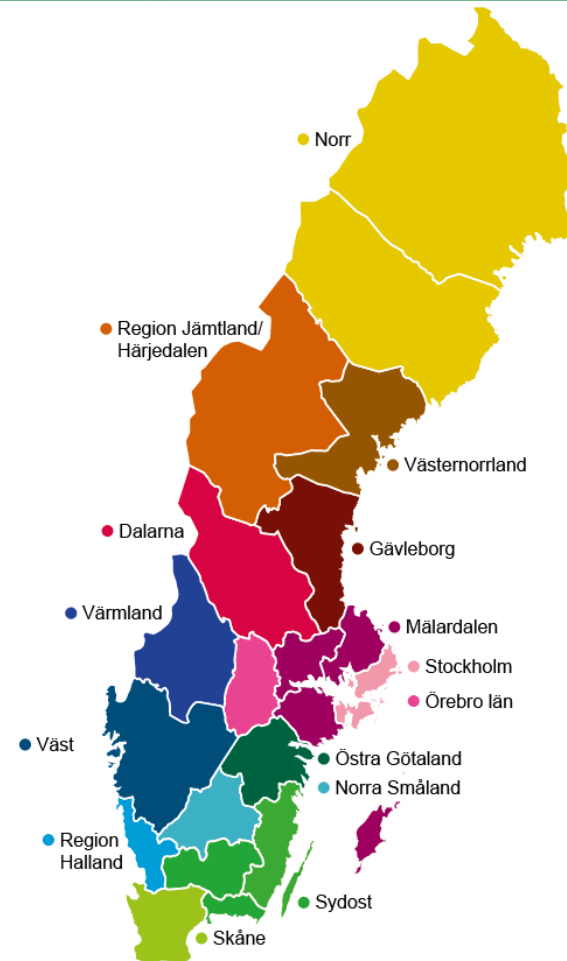 Norr
Region Jämtland/
Härjedalen
Västernorrland
Dalarna
Gävleborg
Värmland
Mälardalen
Stockholm
Örebro län
Väst
Östra Götaland
Norra Småland
Region
Halland
Sydost
Skåne